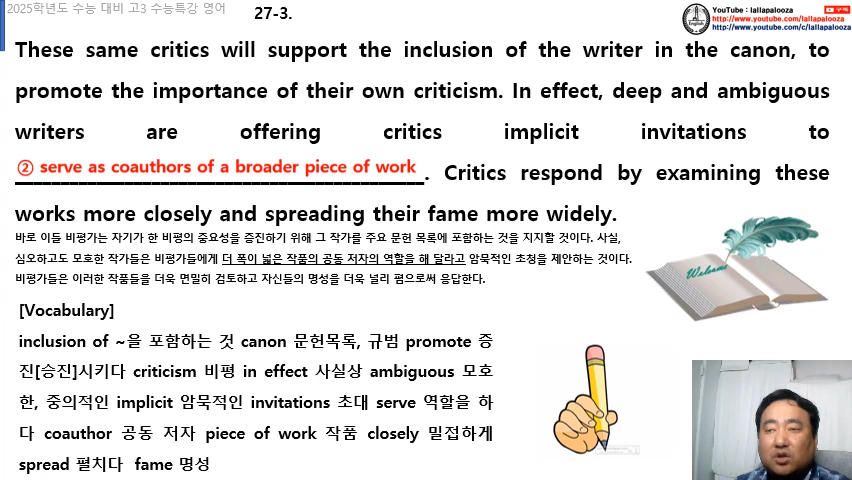 2025학년도 수능 대비 고3 수능특강 영어
27-3.
YouTube : lallapalooza 구독
http://www.youtube.com/lallapalooza
http://www.youtube.com/c/lallapalooza
English
These same critics will support the inclusion of the writer in the canon, to
promote the importance of their own criticism. In effect, deep and ambiguous
writers are offering critics implicit invitations to
② serve as coauthors of a broader piece of work. Critics respond by examining these
works more closely and spreading their fame more widely.
바로 이들 비평가는 자기가 한 비평의 중요성을 증진하기 위해 그 작가를 주요 문헌 목록에 포함하는 것을 지지할 것이다. 사실,
심오하고도 모호한 작가들은 비평가들에게 더 폭이 넓은 작품의 공동 저자의 역할을 해 달라고 암묵적인 초청을 제안하는 것이다.
비평가들은 이러한 작품들을 더욱 면밀히 검토하고 자신들의 명성을 더욱 널리 폄으로써 응답한다.
Welcome
[Vocabulary]
inclusion of ~을 포함하는 것 canon 문헌목록, 규범 promote 증
진[승진]시키다 criticism 비평 in effect 사실상 ambiguous 모호
한, 중의적인 implicit 암묵적인 invitations 초대 serve 역할을 하
다 coauthor 공동 저자 piece of work 작품 closely 밀접하게
spread 펼치다 fame 명성